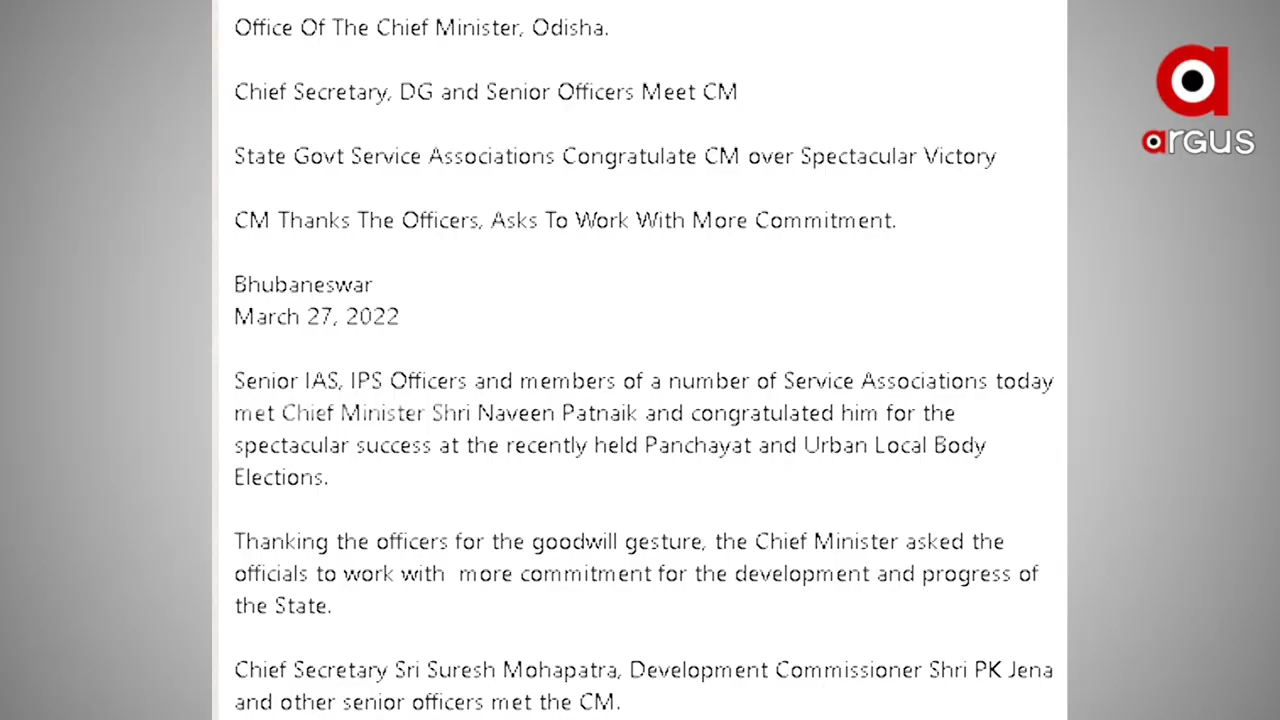 Office Of The Chief Minister, Odisha.
Chief Secretary, DG and Senior Officers Meet CM
State Govt Service Associations Congratulate CM over Spectacular Victory
CM Thanks The Officers, Asks To Work With More Commitment.
Bhubaneswar
March 27, 2022
Senior IAS, IPS Officers and members of a number of Service Associations today
met Chief Minister Shri Naveen Patnaik and congratulated him for the
spectacular success at the recently held Panchayat and Urban Local Body
Elections.
Thanking the officers for the goodwill gesture, the Chief Minister asked the
officials to work with  more commitment for the development and progress of
the State.
Chief Secretary Sri Suresh Mohapatra, Development Commissioner Shri PK Jena
and other senior officers met the CM.
a
argus